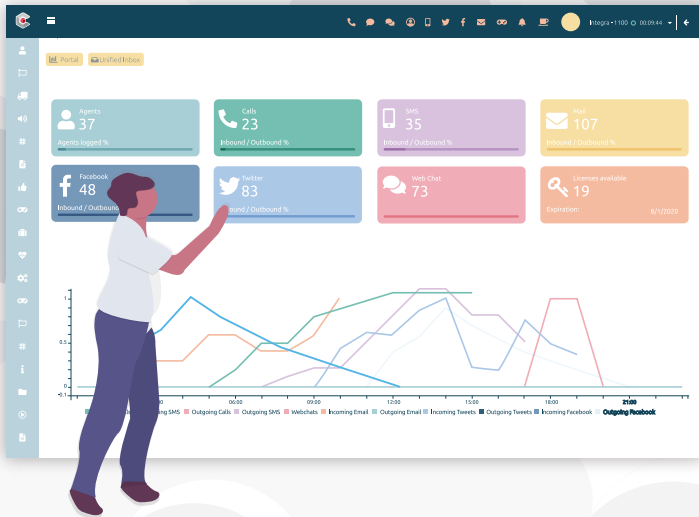 Integra - 1100 00:09:44
Portal Unified Inbox
Agents
37
Agents logged %
Calls
23
Inbound / Outbound %
SMS
35
Inbound / Outbound %
Mail
107
Inbound / Outbound %
Facebook
48
Inbound / Outbound %
Twitter
83
/ Outbound %
Web Chat
73
Licenses available
19
Expiration: 8/1/2020
1
0.5
0
-0.1
06:00 09:00 12:00 15:00 18:00 21:00
SMS Outgoing Calls Outgoing SMS Webchats Incoming Email Outgoing Email Incoming Tweets Outgoing Tweets Incoming Facebook Outgoing Facebook